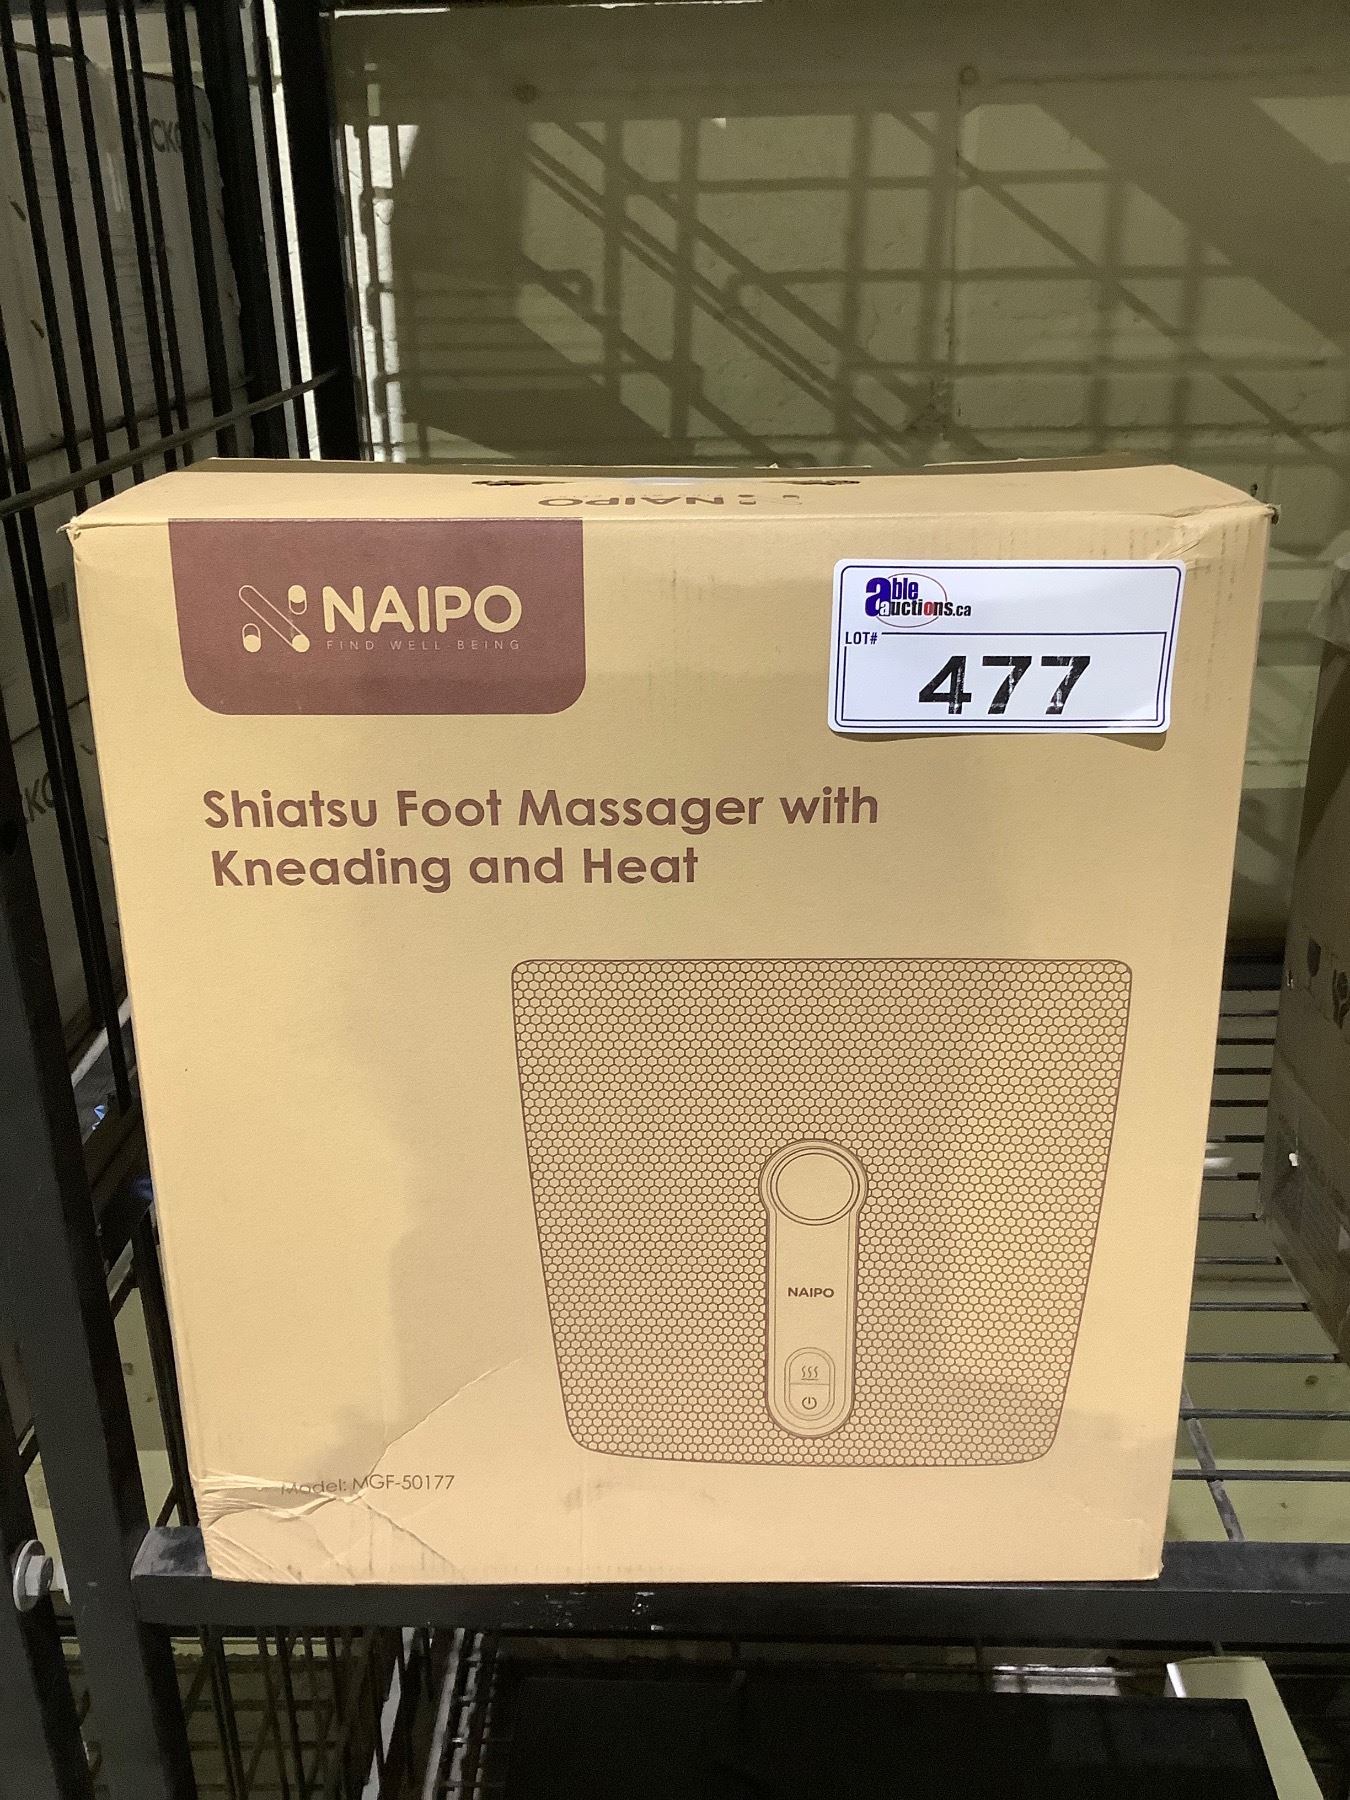 NAIPO
NAIPO
FIND WELL-BEING
able
auctions.ca
LOT#
477
Shiatsu Foot Massager with
Kneading and Heat
NAIPO
Model: MGF-50177